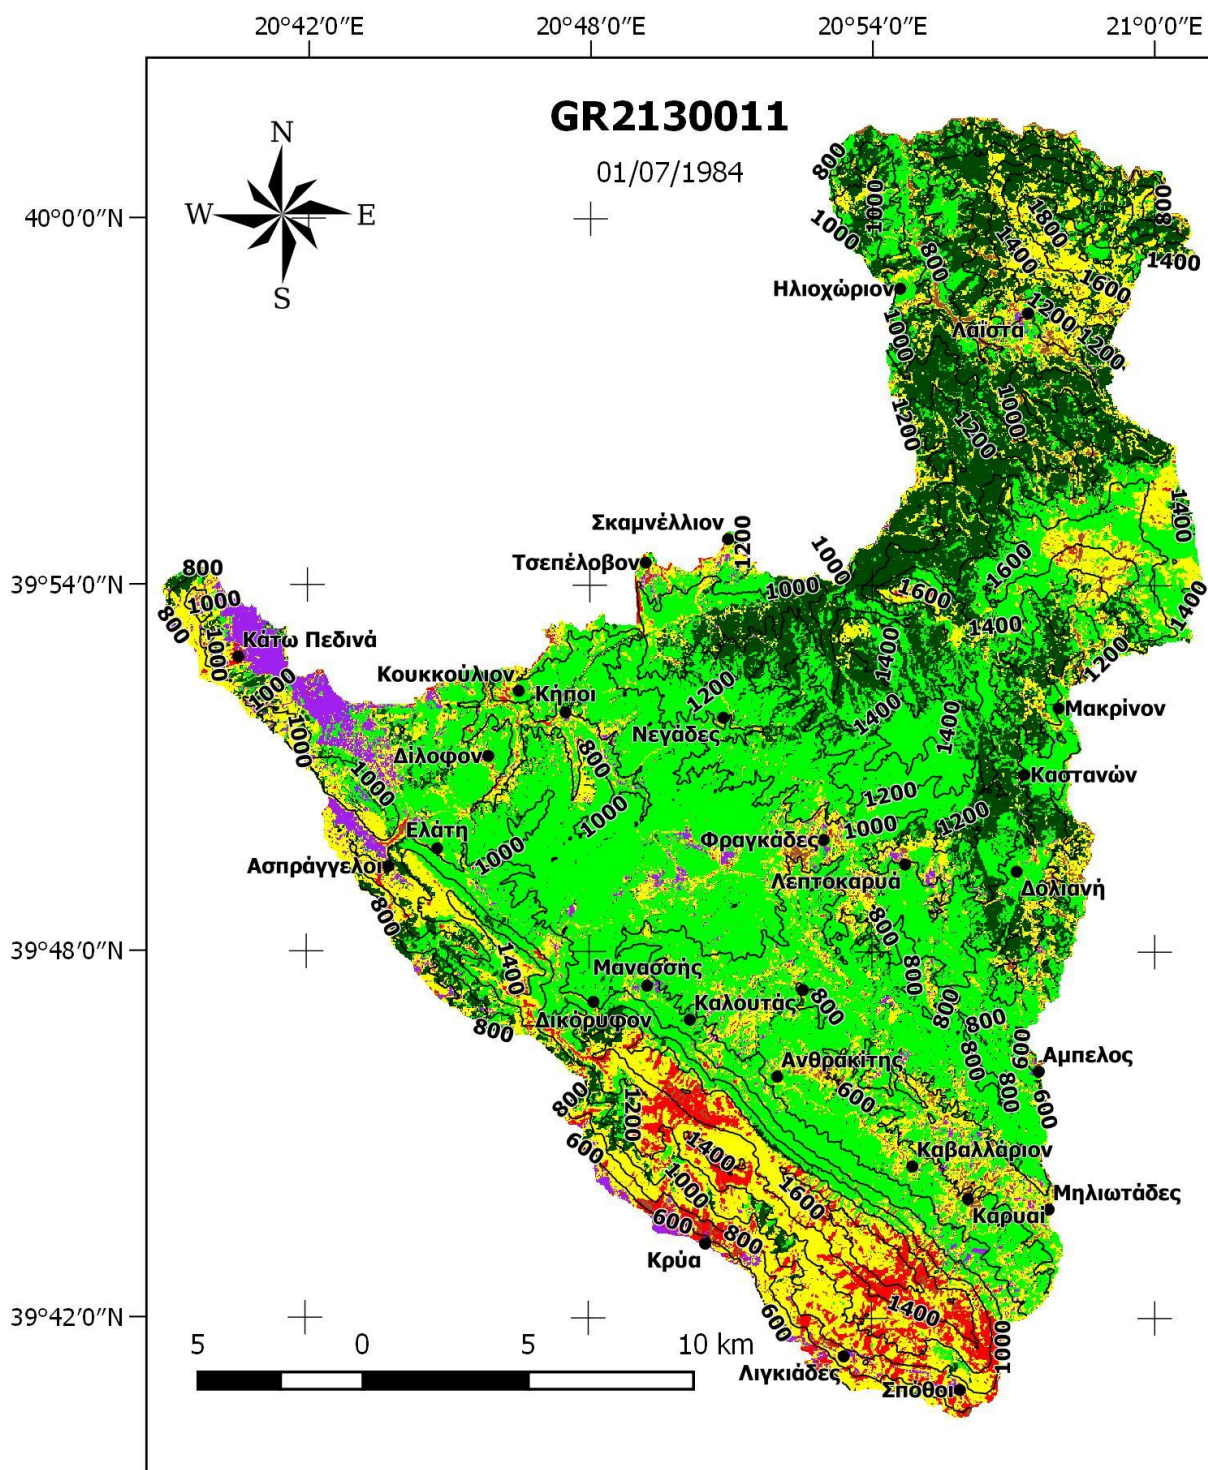 20°42′0″E 20°48′0″E 20°54′0″E 21°0′0″E
GR2130011
01/07/1984
N
W E
S
40°0′0″N
39°54′0″N
39°48′0″N
39°42′0″N
800
1000
1000
800
1800
1400
800
1400
1600
Ηλιοχώριον
1200
Λάϊστα
1200
1000
1200
1000
1200
1400
Σκαμνέλλιον
1200
Τσεπέλοβον
1000
1000
1600
1600
1400
1400
1200
1400
800
1000
800
1000
Κάτω Πεδινά
1000
1000
Κουκκούλιον
Κήποι
1200
Νεγάδες
1400
1400
Μακρίνον
Δίλοφον
800
1000
Καστανών
1200
1200
1000
1000
Ελάτη
1000
Φραγκάδες
Ασπράγγελοι
Λεπτοκαρυά
Δολιανή
800
800
800
1400
Μανασσής
Καλουτάς
800
800
800
Δικόρυφον
800
600
800
800
Αμπελος
600
Ανθρακίτης
600
800
1200
600
1400
1000
1600
Καβαλλάριον
Μηλιωτάδες
Καρυαί
600
800
Κρύα
600
1400
1000
Λιγκιάδες
Σπόθοι
5 0 5 10 km